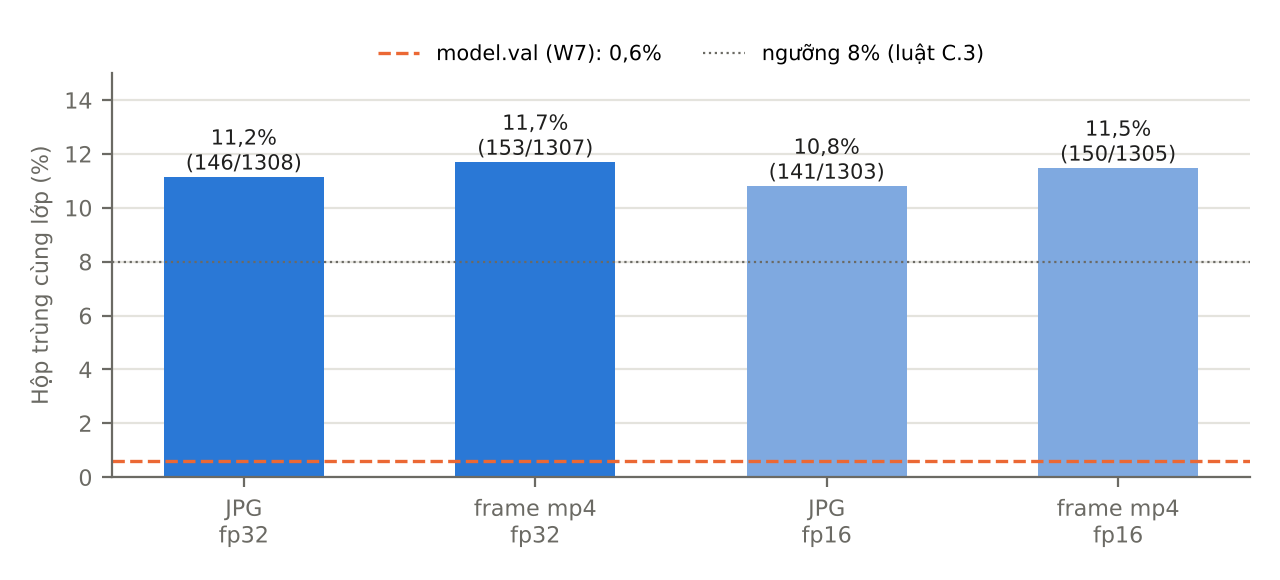 model.val (W7): 0,6%
ngưỡng 8% (luật C.3)
Hộp trùng cùng lớp (%)
14
12
10
8
6
4
2
0
11,2%
(146/1308)
11,7%
(153/1307)
10,8%
(141/1303)
11,5%
(150/1305)
JPG
fp32
frame mp4
fp32
JPG
fp16
frame mp4
fp16